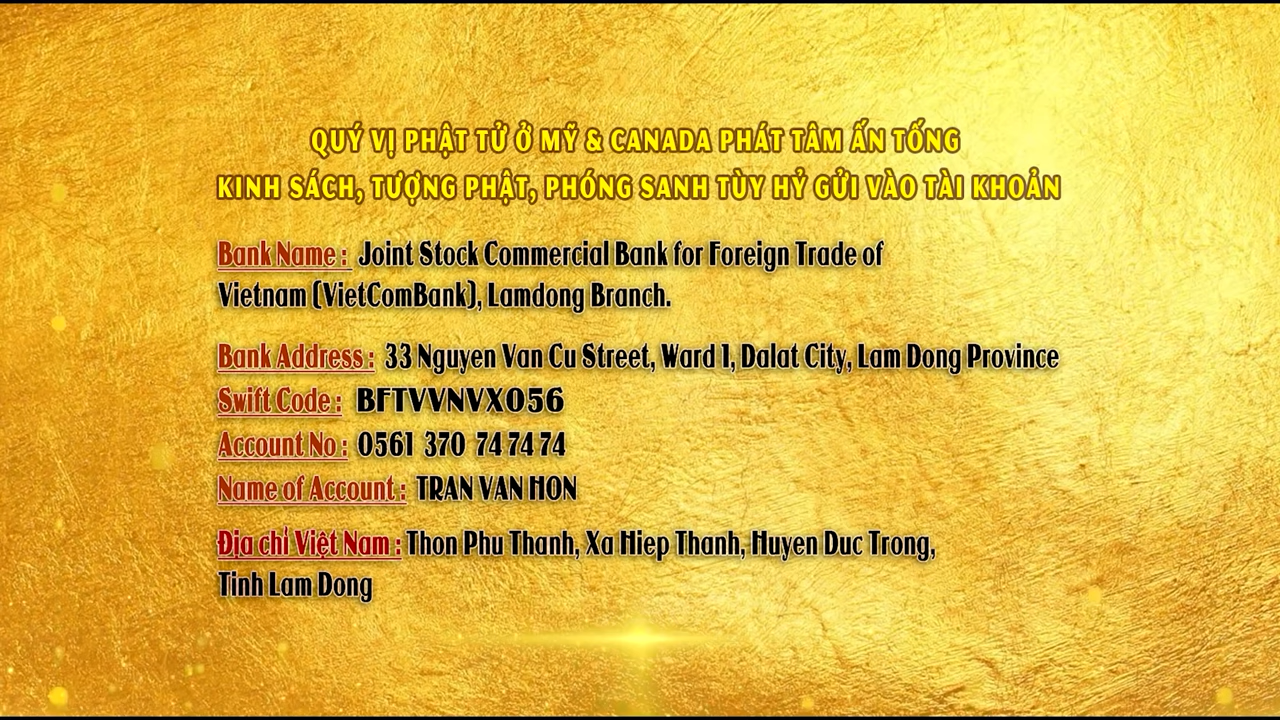 QUÝ VỊ PHẬT TỬ Ở MỸ & CANADA PHÁT TÂM ẤN TỐNG
KINH SÁCH, TƯỢNG PHẬT, PHÓNG SANH TÙY HỶ GỬI VÀO TÀI KHOẢN
Bank Name : Joint Stock Commercial Bank for Foreign Trade of
Vietnam (VietComBank), Lamdong Branch.
Bank Address : 33 Nguyen Van Cu Street, Ward 1, Dalat City, Lam Dong Province
Swift Code : BFTVVNVX056
Account No : 0561 370 74 74 74
Name of Account : TRAN VAN HON
Địa chỉ Việt Nam : Thon Phu Thanh, Xa Hiep Thanh, Huyen Duc Trong,
Tinh Lam Dong